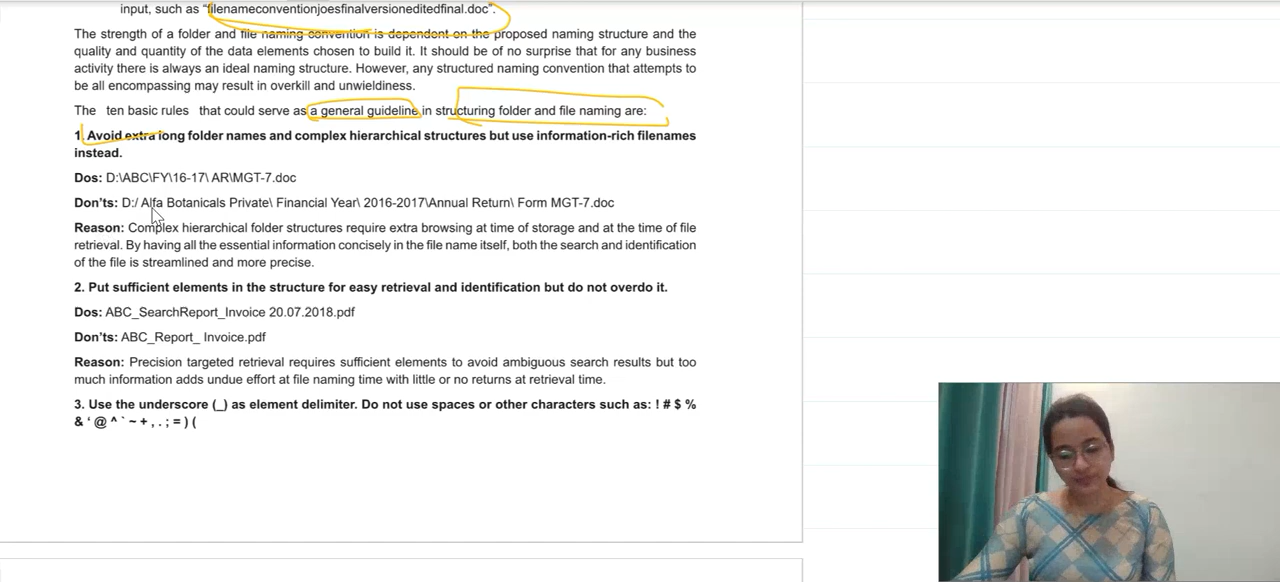 input, such as “filenameconventionjoesfinalversioneditedfinal.doc”.
The strength of a folder and file naming convention is dependent on the proposed naming structure and the
quality and quantity of the data elements chosen to build it. It should be of no surprise that for any business
activity there is always an ideal naming structure. However, any structured naming convention that attempts to
be all encompassing may result in overkill and unwieldiness.
The ten basic rules that could serve as a general guideline in structuring folder and file naming are:
1. Avoid extra long folder names and complex hierarchical structures but use information-rich filenames
instead.
Dos: D:\ABC\FY\16-17\ AR\MGT-7.doc
Don’ts: D:/ Alfa Botanicals Private\ Financial Year\ 2016-2017\Annual Return\ Form MGT-7.doc
Reason: Complex hierarchical folder structures require extra browsing at time of storage and at the time of file
retrieval. By having all the essential information concisely in the file name itself, both the search and identification
of the file is streamlined and more precise.
2. Put sufficient elements in the structure for easy retrieval and identification but do not overdo it.
Dos: ABC_SearchReport_Invoice 20.07.2018.pdf
Don’ts: ABC_Report_ Invoice.pdf
Reason: Precision targeted retrieval requires sufficient elements to avoid ambiguous search results but too
much information adds undue effort at file naming time with little or no returns at retrieval time.
3. Use the underscore (_) as element delimiter. Do not use spaces or other characters such as: ! # $ %
& ‘ @ ^ ` ~ + , . ; = ) (